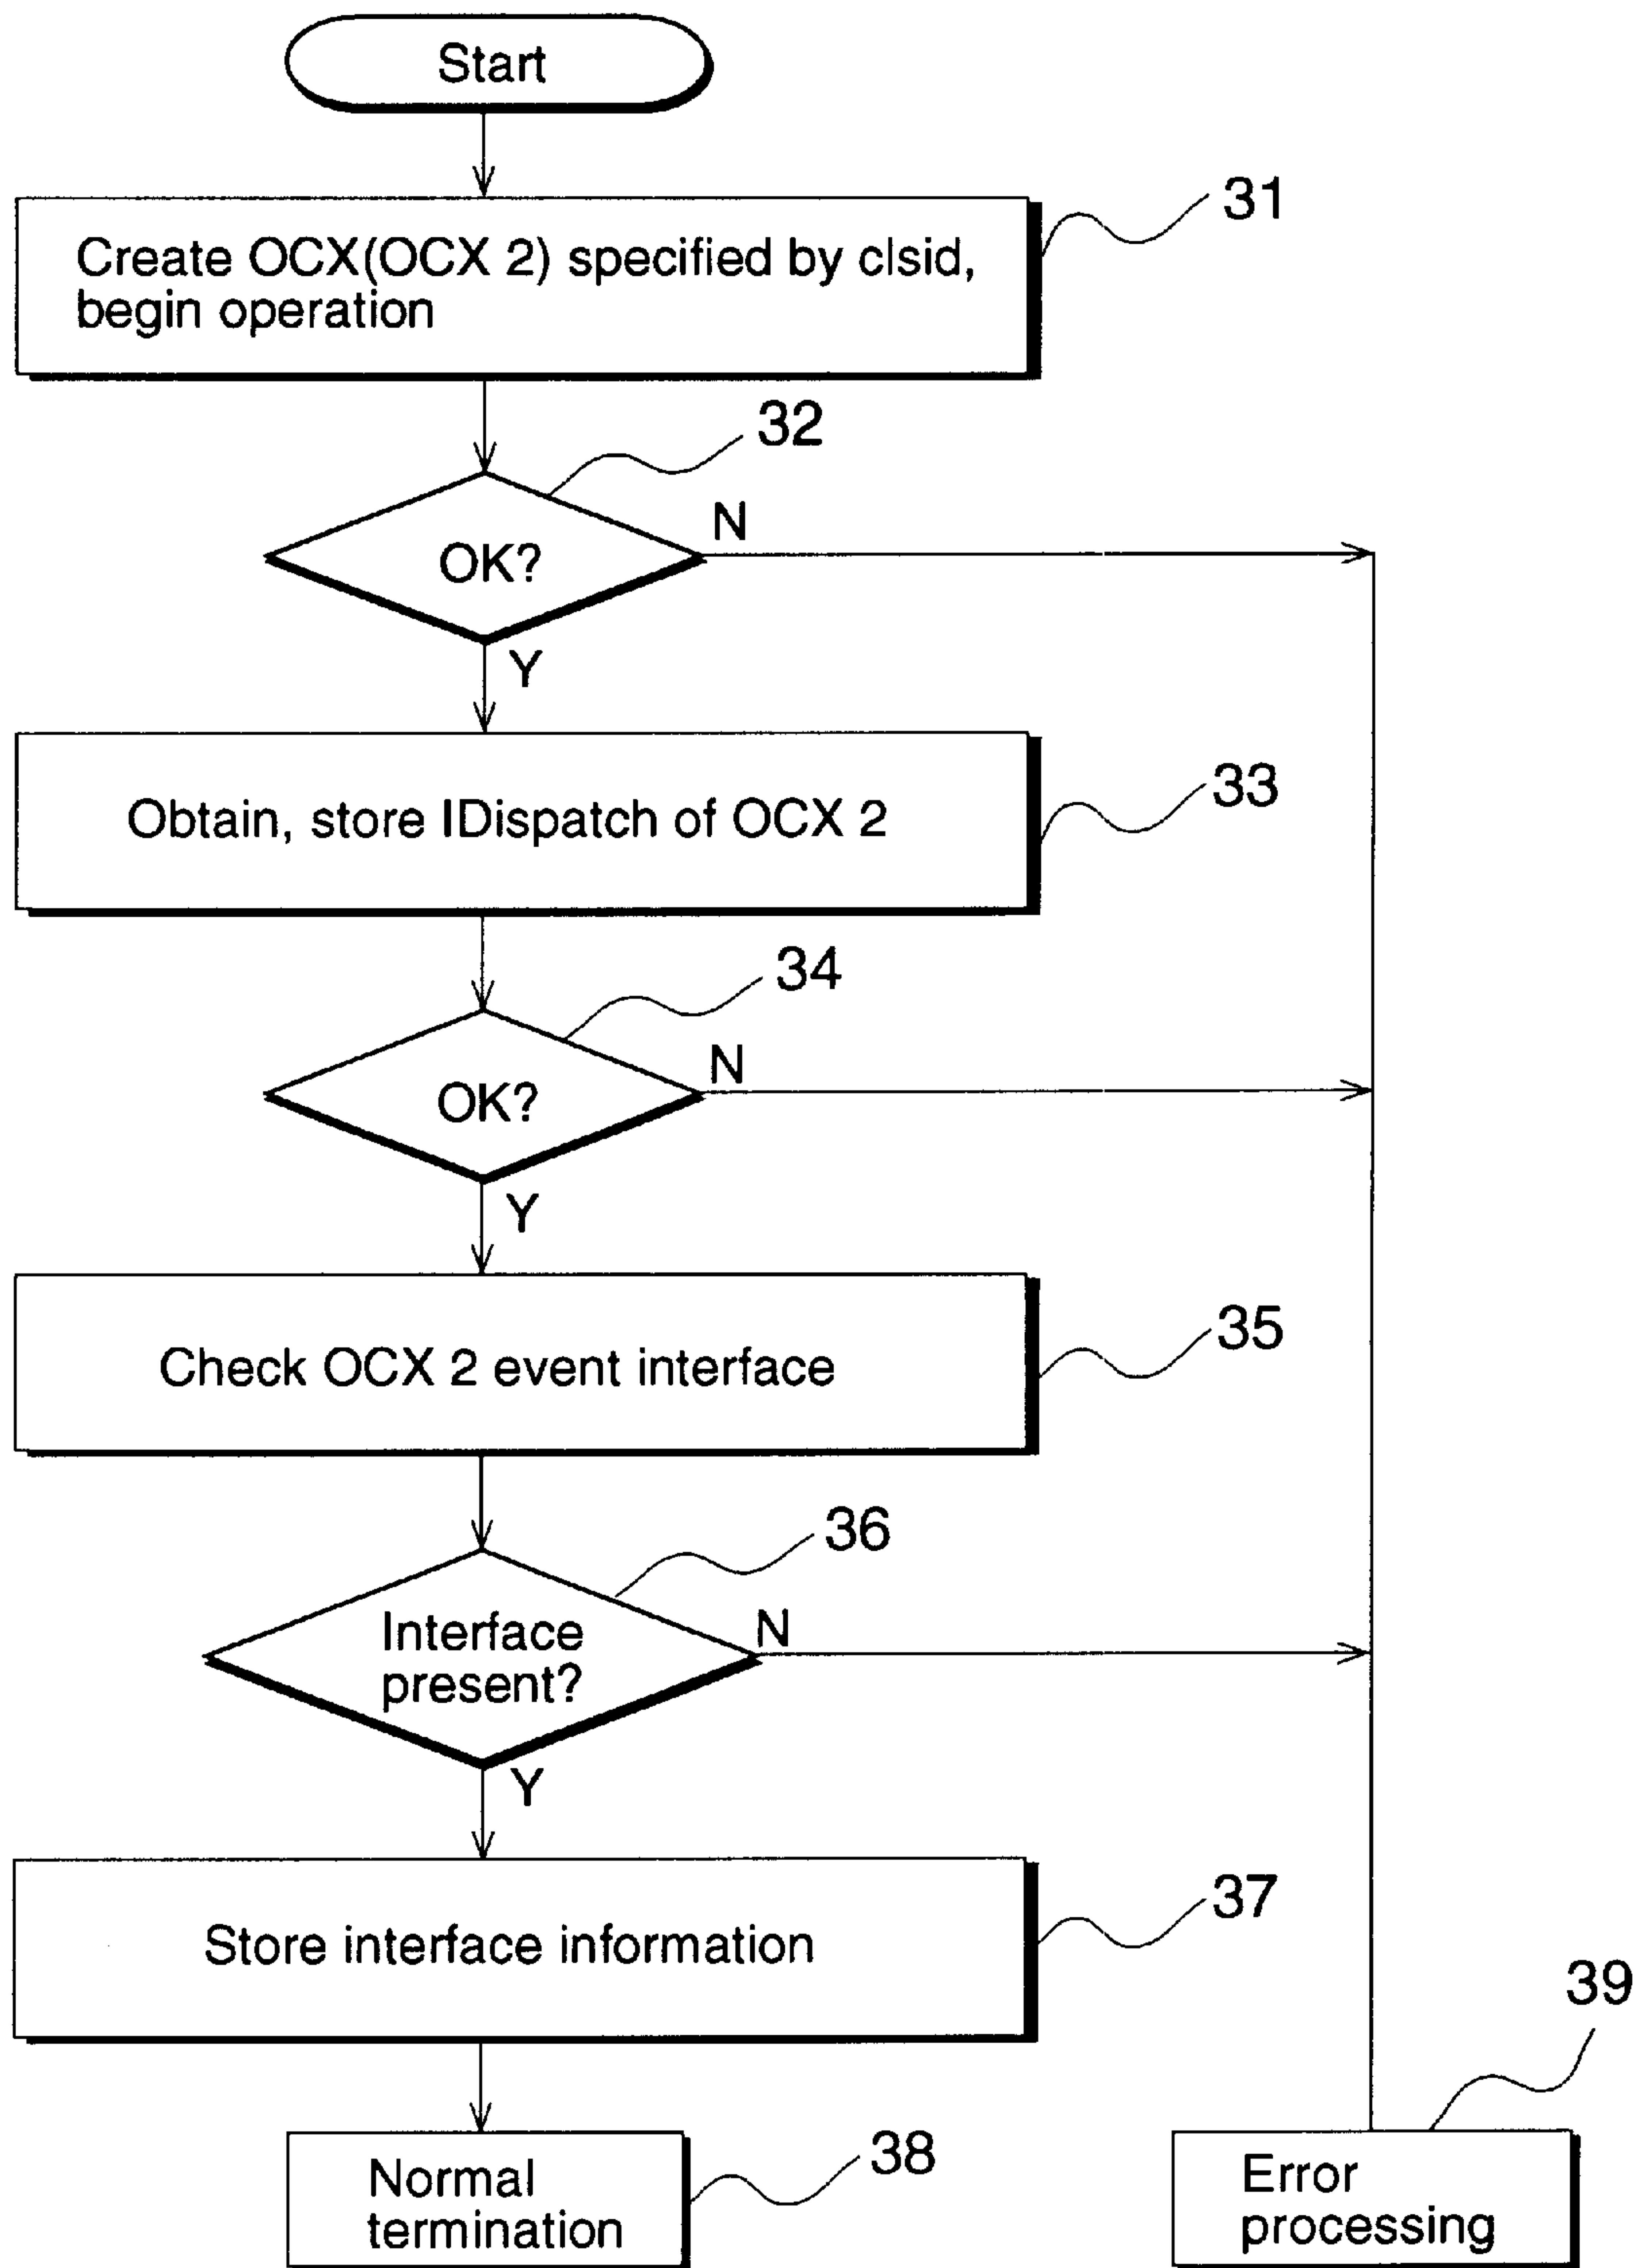 Start
31
Create OCX(OCX 2) specified by clsid,
begin operation
32
OK?
N
Y
33
Obtain, store IDispatch of OCX 2
34
OK?
N
Y
35
Check OCX 2 event interface
36
Interface
present?
N
Y
37
Store interface information
38
Normal
termination
39
Error
processing